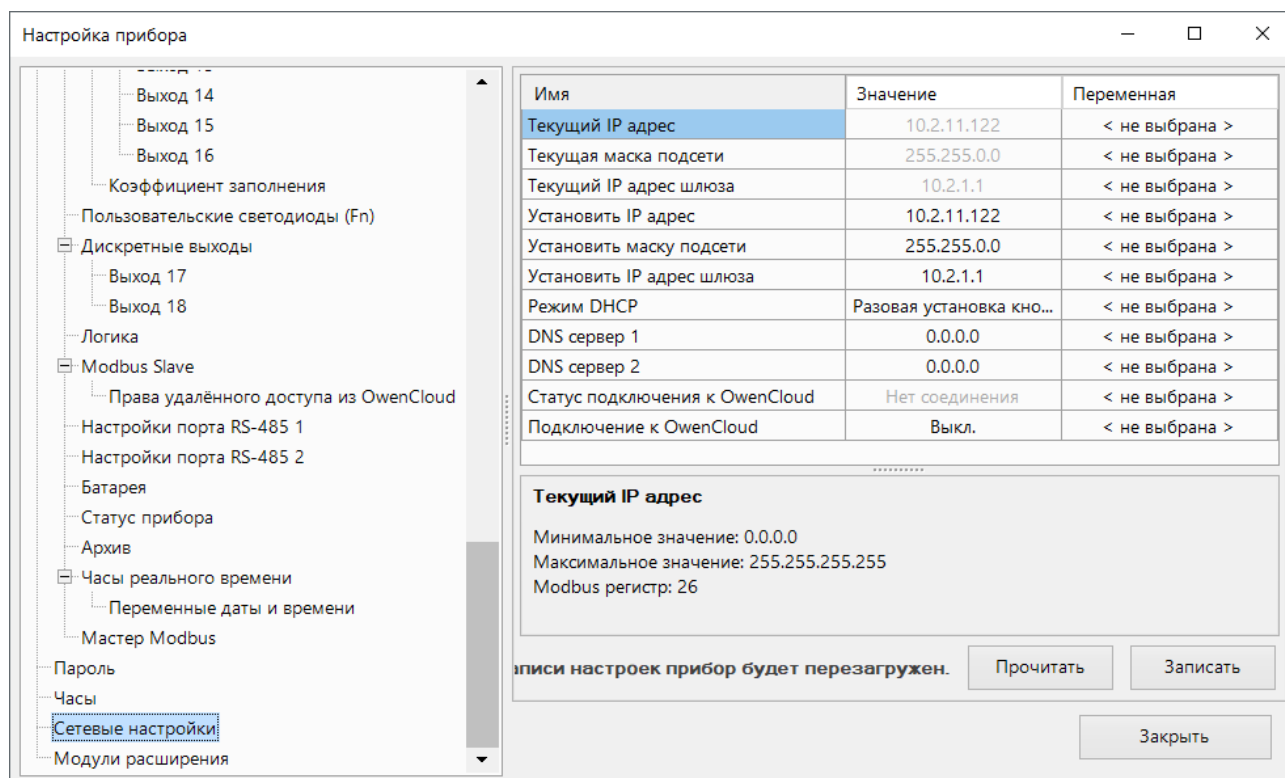 Настройка прибора
Выход 14
Выход 15
Выход 16
Коэффициент заполнения
Пользовательские светодиоды (Fn)
Дискретные выходы
Выход 17
Выход 18
Логика
Modbus Slave
Права удалённого доступа из OwenCloud
Настройки порта RS-485 1
Настройки порта RS-485 2
Батарея
Статус прибора
Архив
Часы реального времени
Переменные даты и времени
Мастер Modbus
Пароль
Часы
Сетевые настройки
Модули расширения
Имя Значение Переменная
Текущий IP адрес 10.2.11.122 < не выбрана >
Текущая маска подсети 255.255.0.0 < не выбрана >
Текущий IP адрес шлюза 10.2.1.1 < не выбрана >
Установить IP адрес 10.2.11.122 < не выбрана >
Установить маску подсети 255.255.0.0 < не выбрана >
Установить IP адрес шлюза 10.2.1.1 < не выбрана >
Режим DHCP Разовая установка кно... < не выбрана >
DNS сервер 1 0.0.0.0 < не выбрана >
DNS сервер 2 0.0.0.0 < не выбрана >
Статус подключения к OwenCloud Нет соединения < не выбрана >
Подключение к OwenCloud Выкл. < не выбрана >
Текущий IP адрес
Минимальное значение: 0.0.0.0
Максимальное значение: 255.255.255.255
Modbus регистр: 26
настроек прибор будет перезагружен. Прочитать Записать
Закрыть